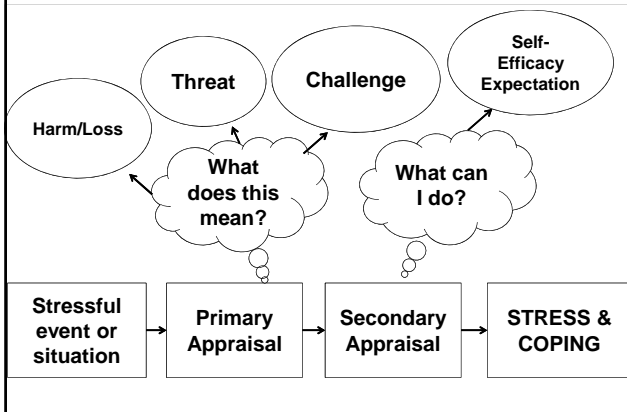 Self-
Efficacy
Expectation
Threat
Challenge
Harm/Loss
What
does this
mean?
What can
I do?
Stressful
event or
situation
Primary
Appraisal
Secondary
Appraisal
STRESS &
COPING